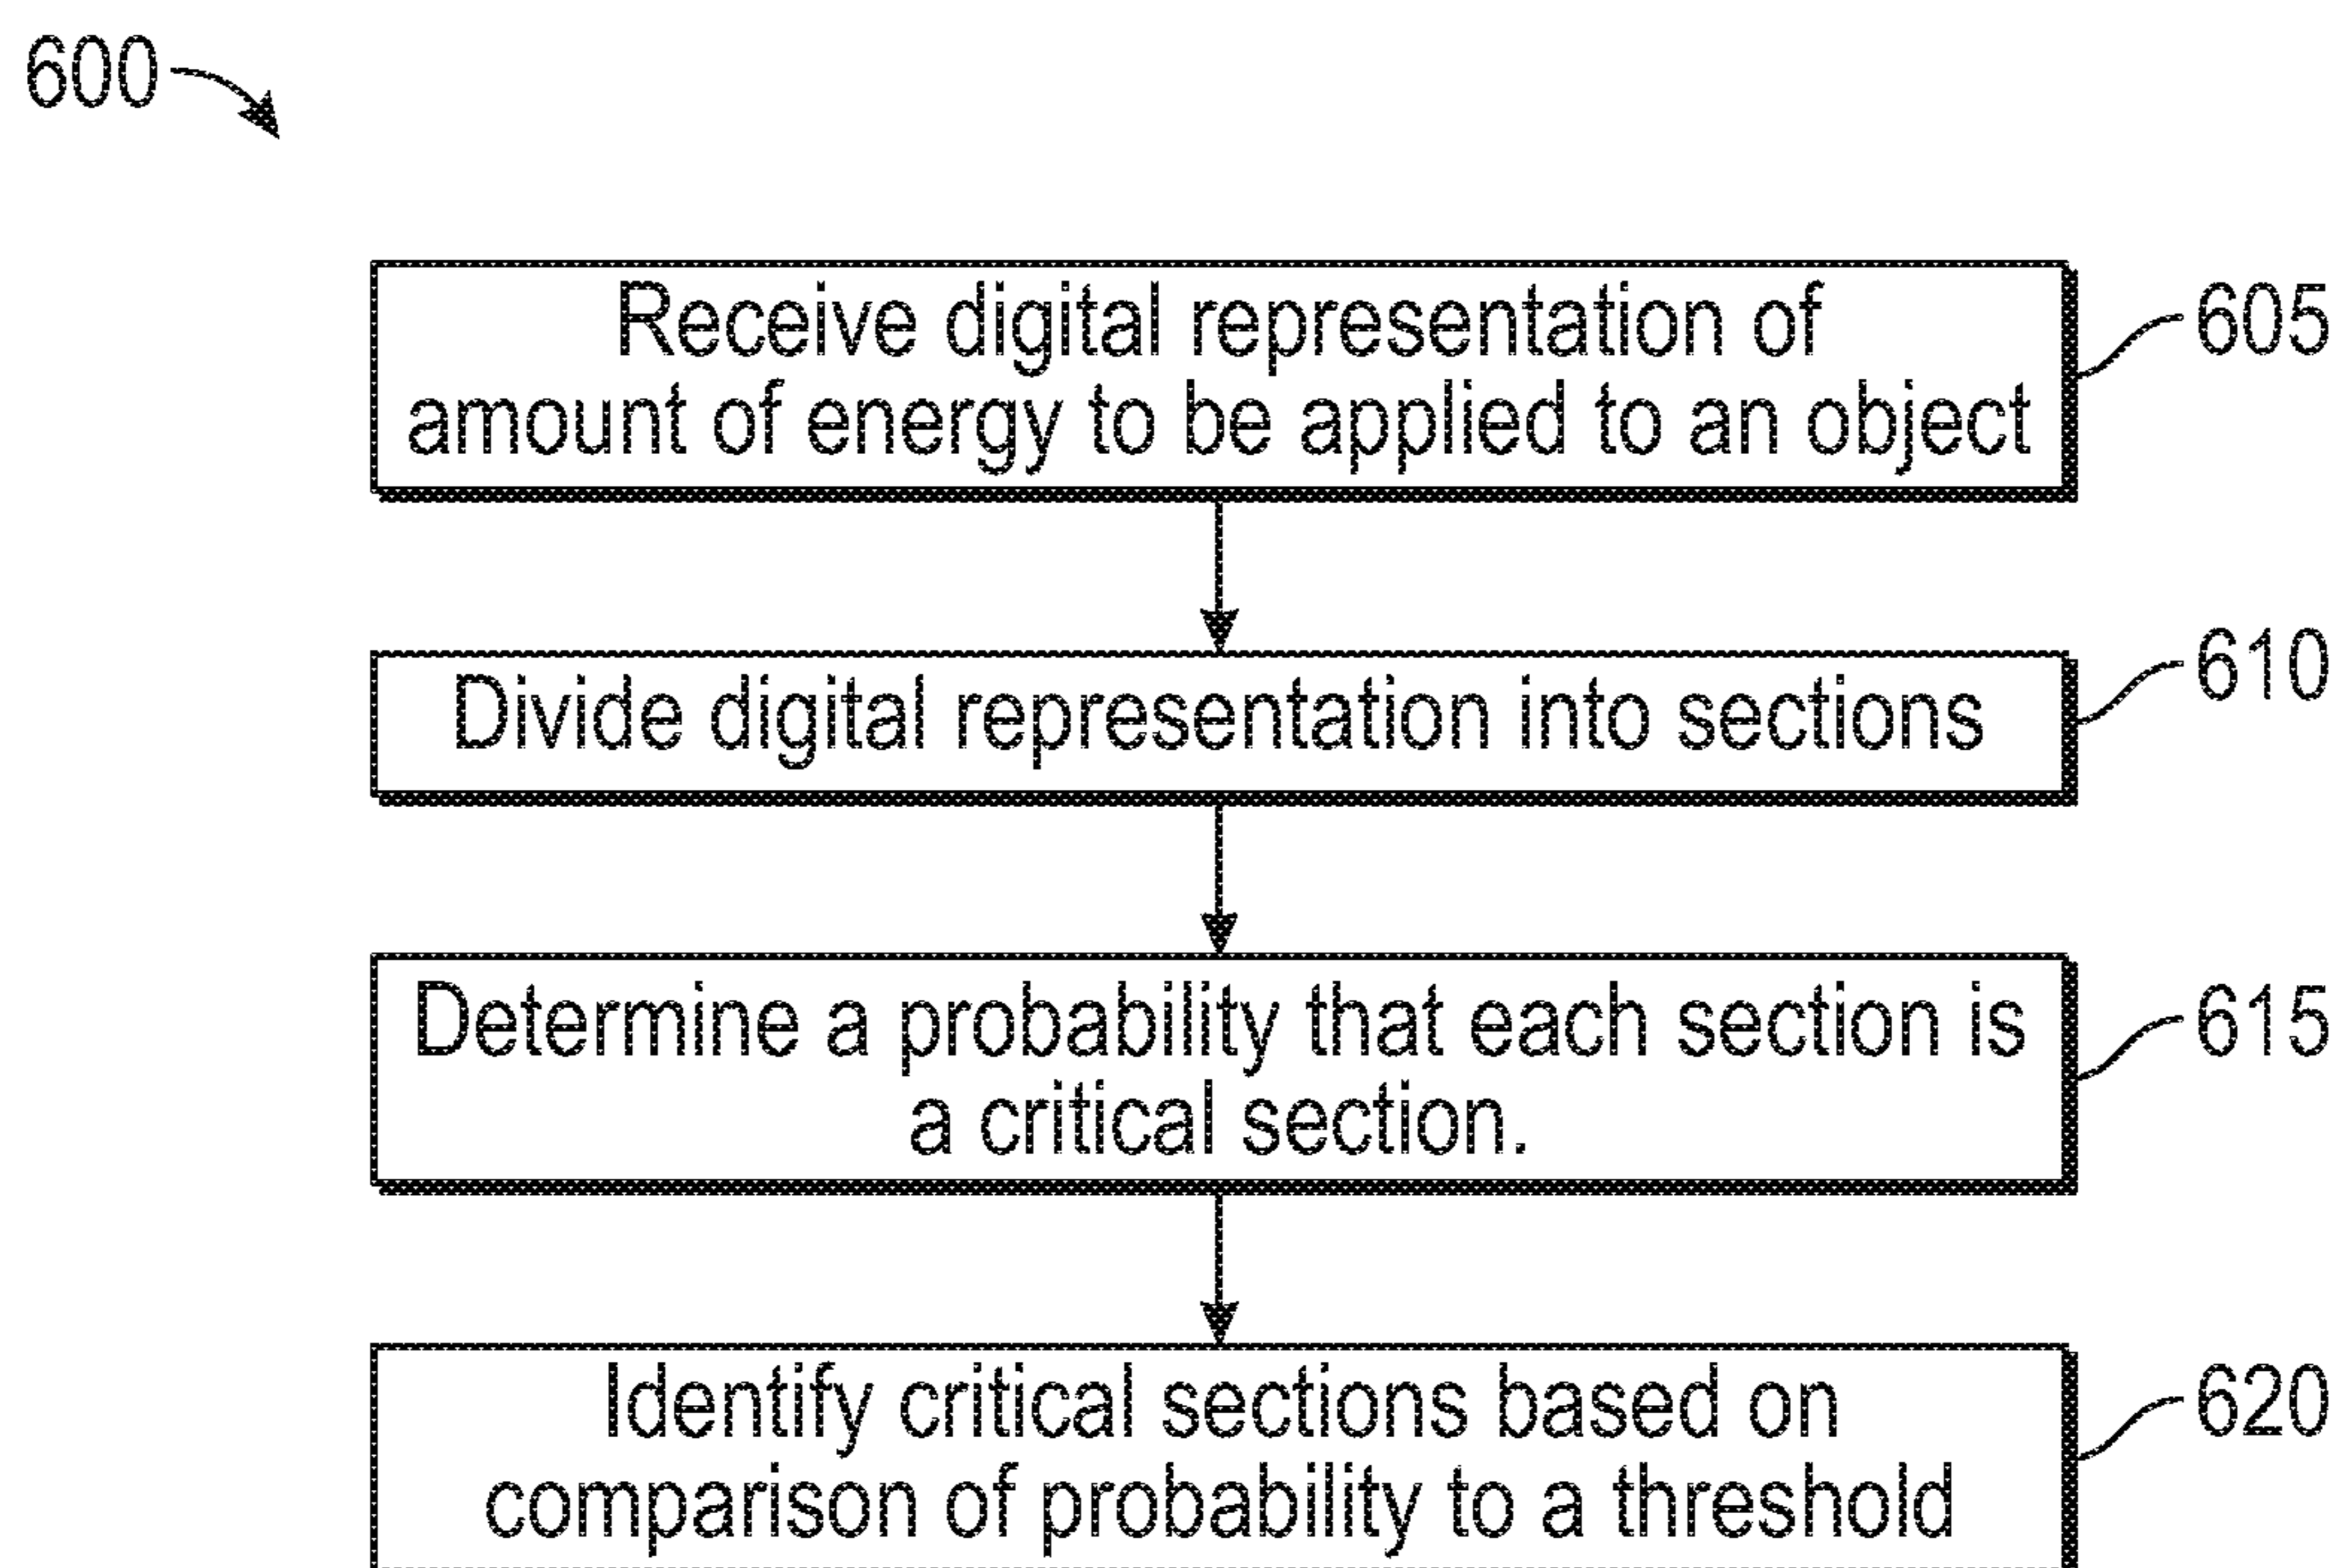 600
Receive digital representation of
amount of energy to be applied to an object
605
Divide digital representation into sections
610
Determine a probability that each section is
a critical section.
615
Identify critical sections based on
comparison of probability to a threshold
620